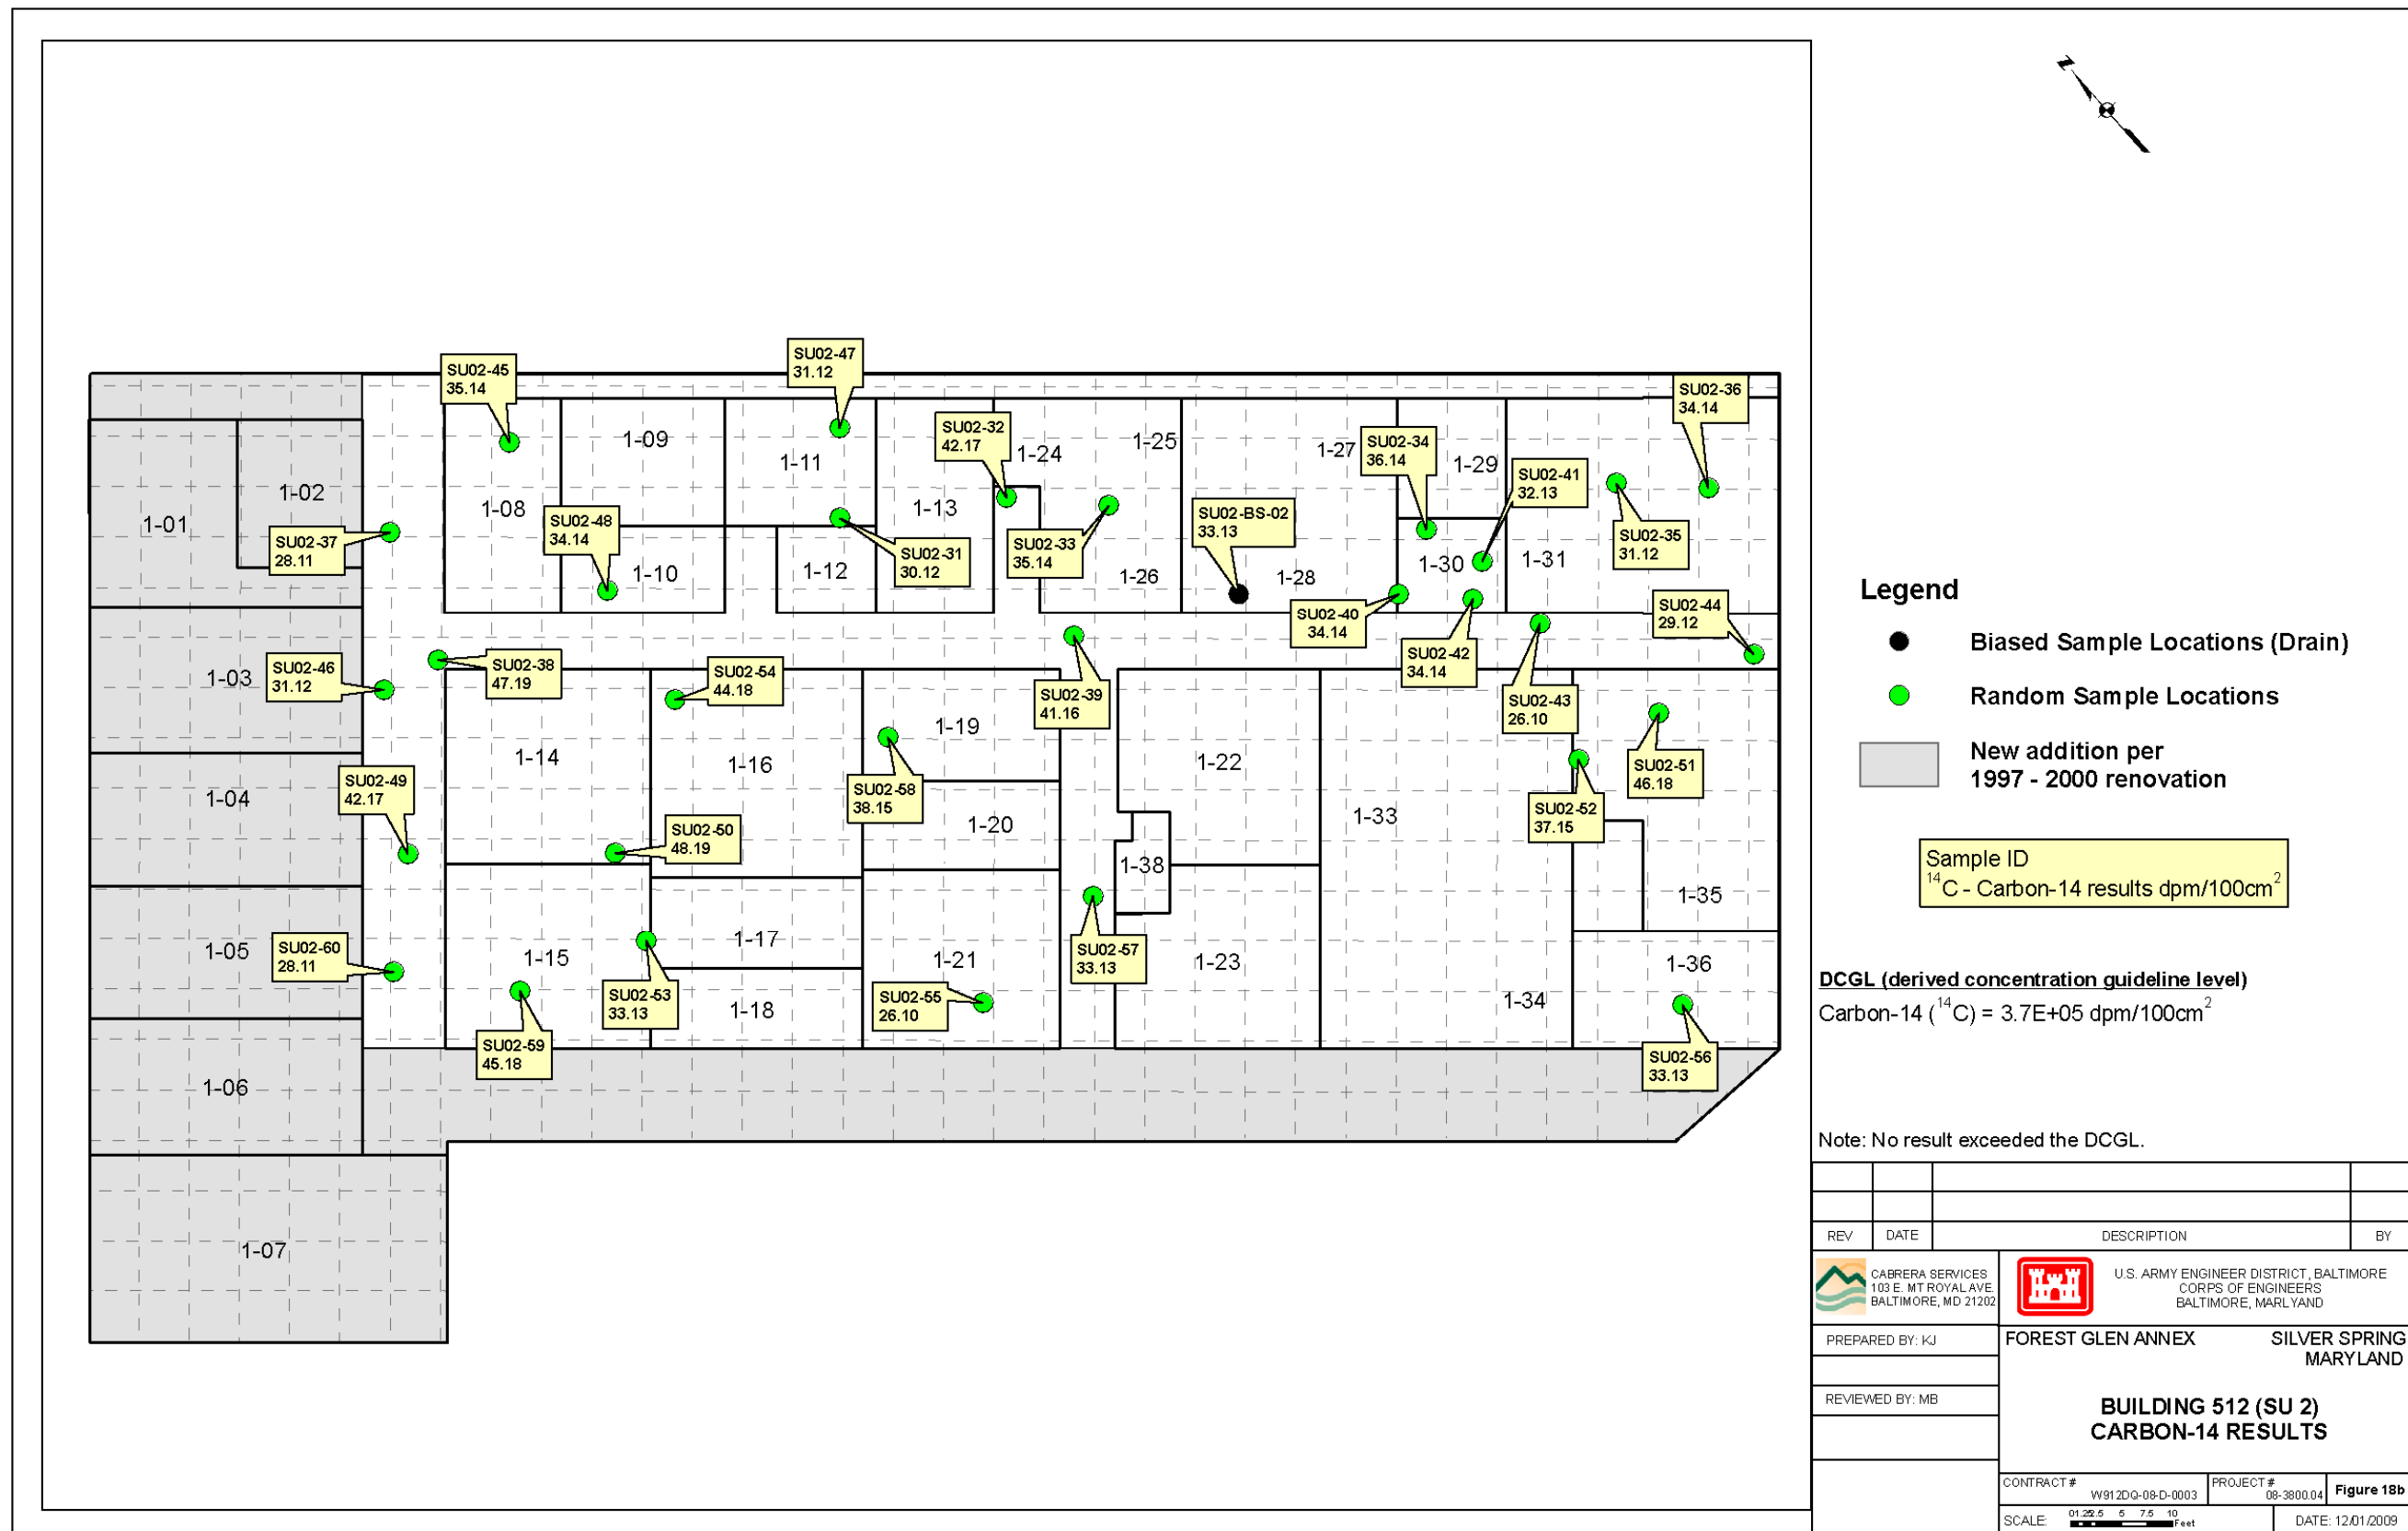 SU02-45
35.14
SU02-47
31.12
SU02-36
34.14
SU02-32
42.17
SU02-34
36.14
1-09
1-11
1-24
1-25
1-27
1-29
SU02-41
32.13
1-02
1-01
1-08
1-13
SU02-37
28.11
SU02-48
34.14
SU02-31
30.12
SU02-33
35.14
SU02-BS-02
33.13
SU02-35
31.12
1-10
1-12
1-26
1-28
1-30
1-31
SU02-40
34.14
SU02-44
29.12
SU02-46
31.12
1-03
SU02-38
47.19
SU02-54
44.18
SU02-39
41.16
SU02-42
34.14
SU02-43
26.10
1-14
1-16
1-19
1-22
SU02-49
42.17
1-04
SU02-58
38.15
SU02-51
46.18
SU02-52
37.15
SU02-50
48.19
1-20
1-33
1-38
1-35
SU02-60
28.11
1-05
1-15
1-17
1-21
SU02-57
33.13
1-23
1-36
SU02-53
33.13
1-18
SU02-55
26.10
1-34
SU02-59
45.18
SU02-56
33.13
1-06
1-07
N
Legend
Biased Sample Locations (Drain)
Random Sample Locations
New addition per
1997 - 2000 renovation
Sample ID
14C - Carbon-14 results dpm/100cm2
DCGL (derived concentration guideline level)
Carbon-14 (14C) = 3.7E+05 dpm/100cm2
Note: No result exceeded the DCGL.
REV DATE DESCRIPTION BY
CABRERA SERVICES
103 E. MT ROYAL AVE.
BALTIMORE, MD 21202
U.S. ARMY ENGINEER DISTRICT, BALTIMORE
CORPS OF ENGINEERS
BALTIMORE, MARLYAND
PREPARED BY: KJ
FOREST GLEN ANNEX SILVER SPRING
MARYLAND
REVIEWED BY: MB
BUILDING 512 (SU 2)
CARBON-14 RESULTS
CONTRACT #
W912DQ-08-D-0003
PROJECT #
08-3800.04
Figure 18b
SCALE: 01.252.5 5 7.5 10
Feet
DATE: 12/01/2009